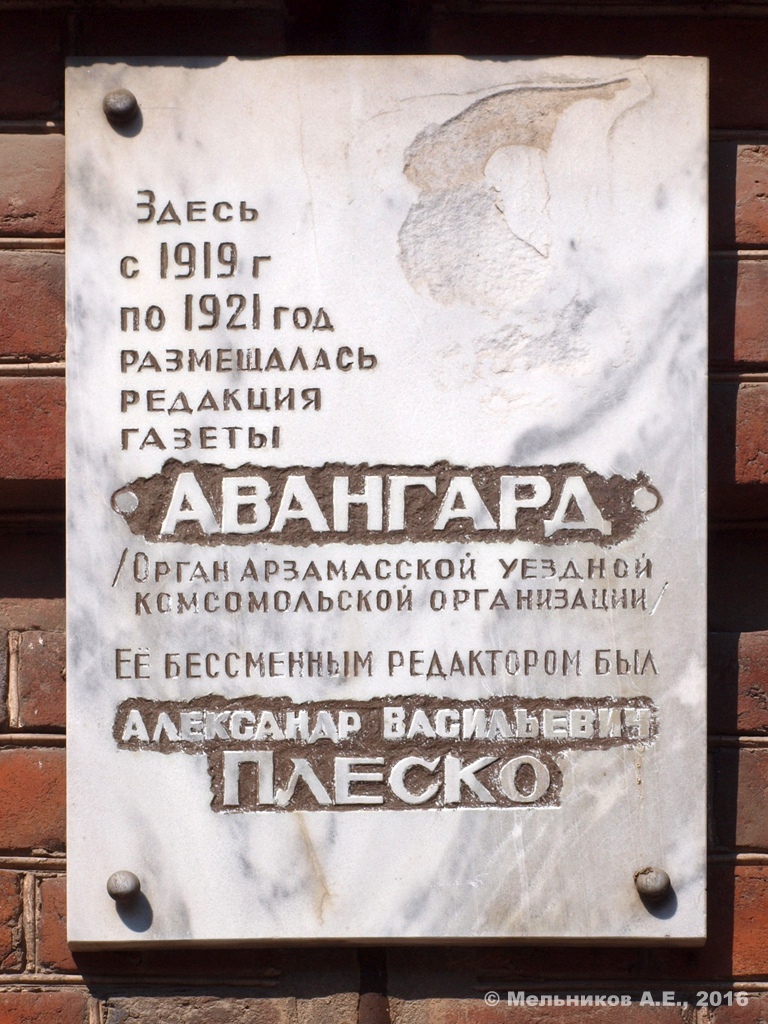 Здесь
с 1919 г
по 1921 год
размещалась
редакция
газеты
АВАНГАРД
/Орган Арзамасской уездной
комсомольской организации/
Её бессменным редактором был
Александр Васильевич
Плеско
© Мельников А.Е., 2016